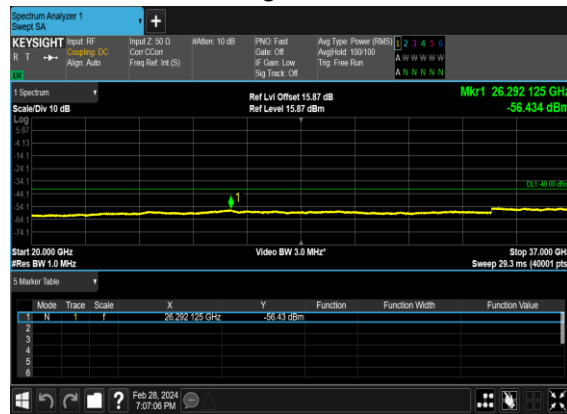 Spectrum Analyzer 1
Swept SA
+
KEYSIGHT Input: RF Input Z: 50 Ω #Atten: 10 dB PNO: Fast Avg Type: Power (RMS) 1 2 3 4 5 6
R T Coupling: DC Corr CCorr Gate: Off Avg|Hold: 100/100 A W W W W W
Align: Auto Freq Ref: Int (S) IF Gain: Low Trig: Free Run
Sig Track: Off A N N N N N
1 Spectrum Ref Lvl Offset 15.87 dB Mkr1 26.292 125 GHz
Scale/Div 10 dB Ref Level 15.87 dBm -56.434 dBm
Log
5.87
-4.13
-14.1
-24.1
-34.1
DL1 -40.00 dBm
-44.1
1
-54.1
-64.1
-74.1
Start 20.000 GHz Video BW 3.0 MHz* Stop 37.000 GHz
#Res BW 1.0 MHz Sweep 29.3 ms (40001 pts)
5 Marker Table
Mode Trace Scale X Y Function Function Width Function Value
1 N 1 f 26.292 125 GHz -56.43 dBm
2
3
4
5
6
? Feb 28, 2024
7:07:06 PM